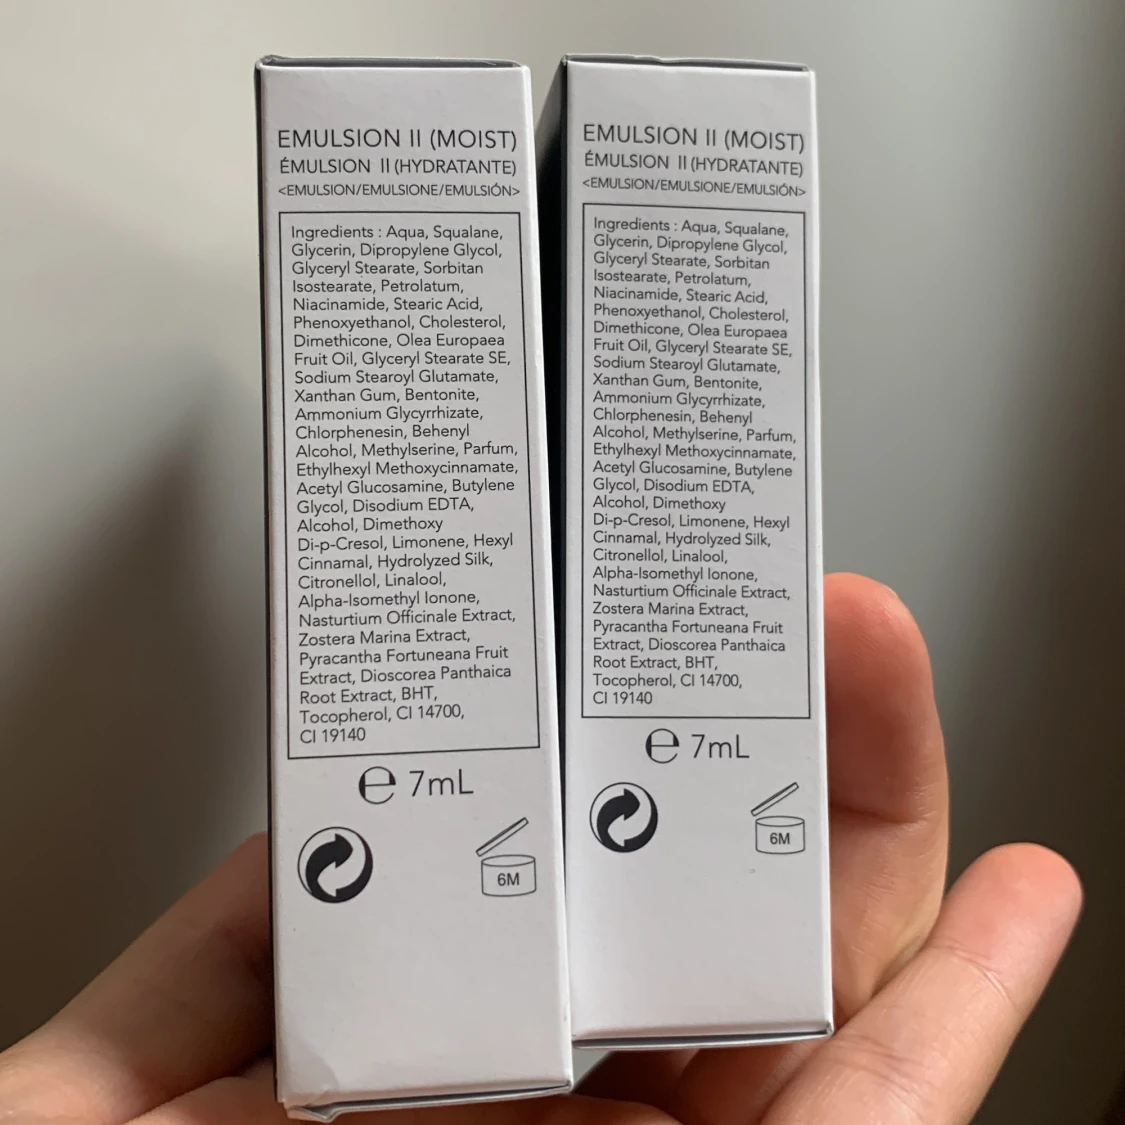 EMULSION II (MOIST)
ÉMULSION II (HYDRATANTE)
<EMULSION/EMULSIONE/EMULSIÓN>
Ingredients : Aqua, Squalane,
Glycerin, Dipropylene Glycol,
Glyceryl Stearate, Sorbitan
Isostearate, Petrolatum,
Niacinamide, Stearic Acid,
Phenoxyethanol, Cholesterol,
Dimethicone, Olea Europaea
Fruit Oil, Glyceryl Stearate SE,
Sodium Stearoyl Glutamate,
Xanthan Gum, Bentonite,
Ammonium Glycyrrhizate,
Chlorphenesin, Behenyl
Alcohol, Methylserine, Parfum,
Ethylhexyl Methoxycinnamate,
Acetyl Glucosamine, Butylene
Glycol, Disodium EDTA,
Alcohol, Dimethoxy
Di-p-Cresol, Limonene, Hexyl
Cinnamal, Hydrolyzed Silk,
Citronellol, Linalool,
Alpha-Isomethyl Ionone,
Nasturtium Officinale Extract,
Zostera Marina Extract,
Pyracantha Fortuneana Fruit
Extract, Dioscorea Panthaica
Root Extract, BHT,
Tocopherol, CI 14700,
CI 19140
℮ 7mL
6M
EMULSION II (MOIST)
ÉMULSION II (HYDRATANTE)
<EMULSION/EMULSIONE/EMULSIÓN>
Ingredients : Aqua, Squalane,
Glycerin, Dipropylene Glycol,
Glyceryl Stearate, Sorbitan
Isostearate, Petrolatum,
Niacinamide, Stearic Acid,
Phenoxyethanol, Cholesterol,
Dimethicone, Olea Europaea
Fruit Oil, Glyceryl Stearate SE,
Sodium Stearoyl Glutamate,
Xanthan Gum, Bentonite,
Ammonium Glycyrrhizate,
Chlorphenesin, Behenyl
Alcohol, Methylserine, Parfum,
Ethylhexyl Methoxycinnamate,
Acetyl Glucosamine, Butylene
Glycol, Disodium EDTA,
Alcohol, Dimethoxy
Di-p-Cresol, Limonene, Hexyl
Cinnamal, Hydrolyzed Silk,
Citronellol, Linalool,
Alpha-Isomethyl Ionone,
Nasturtium Officinale Extract,
Zostera Marina Extract,
Pyracantha Fortuneana Fruit
Extract, Dioscorea Panthaica
Root Extract, BHT,
Tocopherol, CI 14700,
CI 19140
℮ 7mL
6M